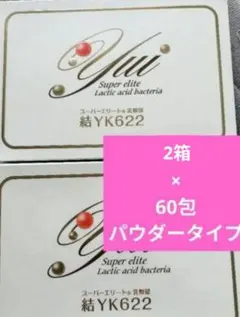 Yuu
Super elite
Lactic acid bacteria
スーパーエリート®乳酸菌
結YK622
2箱
×
60包
パウダータイプ
Super elite
Lactic acid bacteria
スーパーエリート®乳酸菌
結YK622